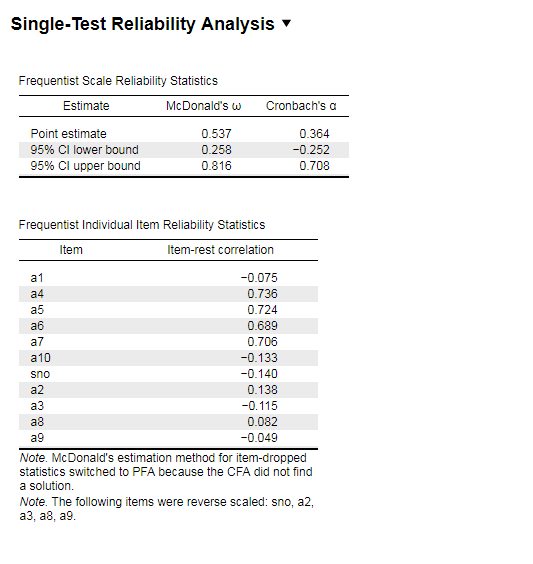 Single-Test Reliability Analysis ▼
Frequentist Scale Reliability Statistics
Estimate McDonald's ω Cronbach's α
Point estimate 0.537 0.364
95% CI lower bound 0.258 −0.252
95% CI upper bound 0.816 0.708
Frequentist Individual Item Reliability Statistics
Item Item-rest correlation
a1 −0.075
a4 0.736
a5 0.724
a6 0.689
a7 0.706
a10 −0.133
sno −0.140
a2 0.138
a3 −0.115
a8 0.082
a9 −0.049
Note. McDonald's estimation method for item-dropped
statistics switched to PFA because the CFA did not find
a solution.
Note. The following items were reverse scaled: sno, a2,
a3, a8, a9.